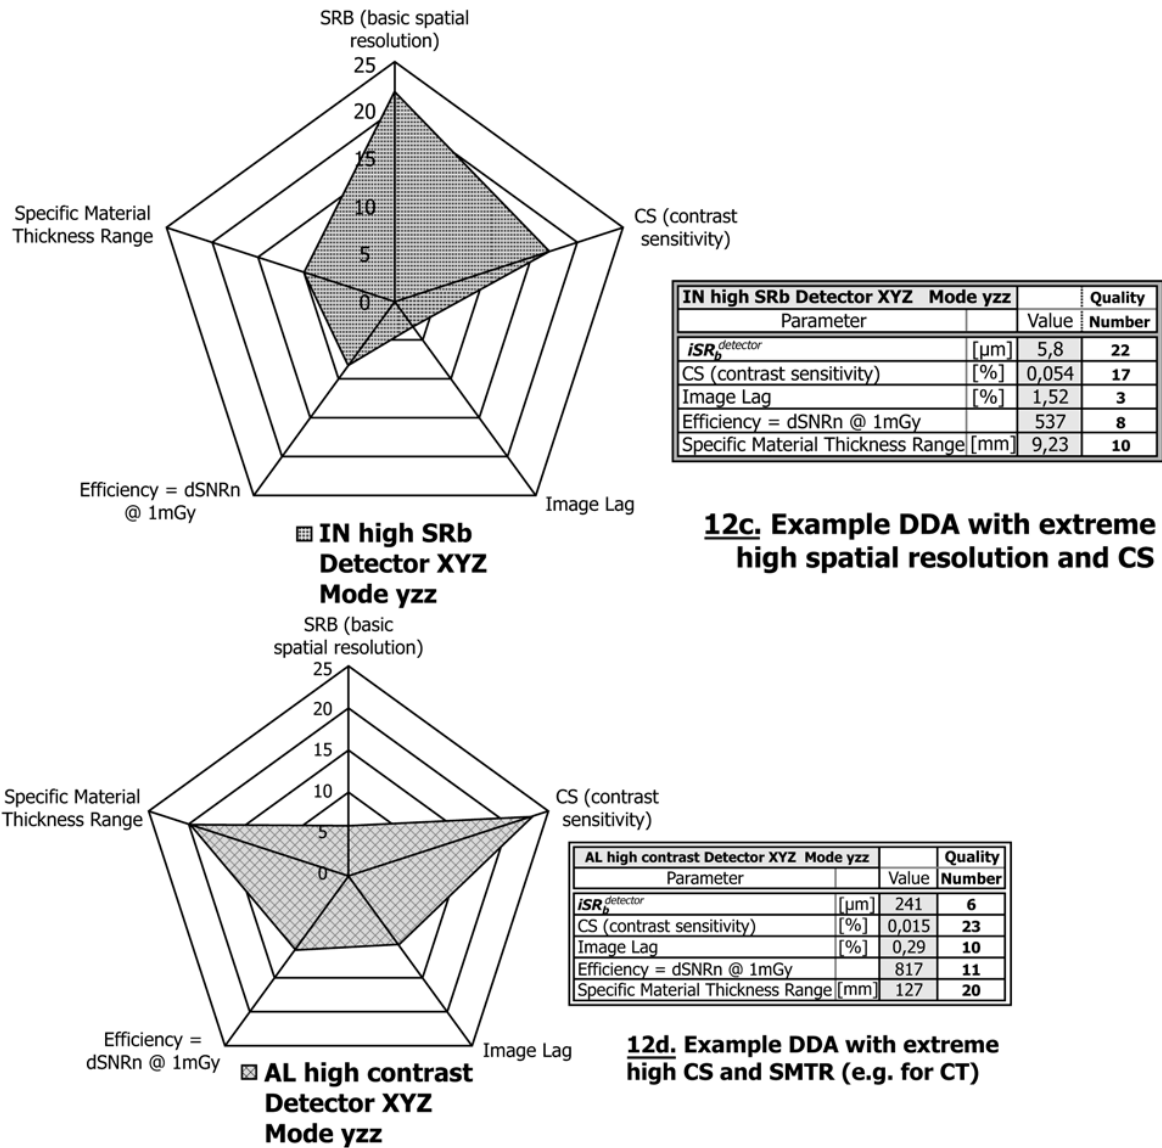 SRB (basic spatial
resolution)
25
20
15
10
5
0
Specific Material
Thickness Range
CS (contrast
sensitivity)
Efficiency = dSNRn
@ 1mGy
Image Lag
IN high SRb
Detector XYZ
Mode yzz
IN high SRb Detector XYZ Mode yzz Quality
Parameter Value Number
iSR_b^detector [µm] 5,8 22
CS (contrast sensitivity) [%] 0,054 17
Image Lag [%] 1,52 3
Efficiency = dSNRn @ 1mGy 537 8
Specific Material Thickness Range [mm] 9,23 10
12c. Example DDA with extreme
high spatial resolution and CS
SRB (basic
spatial resolution)
25
20
15
10
5
0
Specific Material
Thickness Range
CS (contrast
sensitivity)
Efficiency =
dSNRn @ 1mGy
Image Lag
AL high contrast
Detector XYZ
Mode yzz
AL high contrast Detector XYZ Mode yzz Quality
Parameter Value Number
iSR_b^detector [µm] 241 6
CS (contrast sensitivity) [%] 0,015 23
Image Lag [%] 0,29 10
Efficiency = dSNRn @ 1mGy 817 11
Specific Material Thickness Range [mm] 127 20
12d. Example DDA with extreme
high CS and SMTR (e.g. for CT)